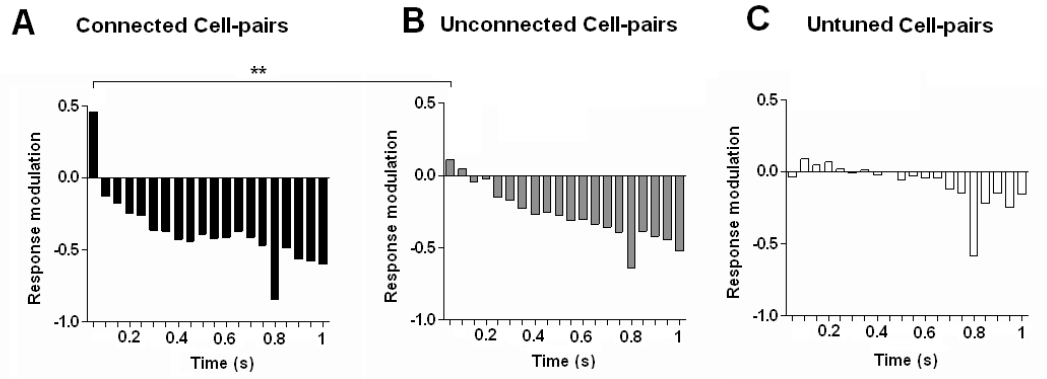 A Connected Cell-pairs
B Unconnected Cell-pairs
C Untuned Cell-pairs
**
Response modulation
0.5
0.0
-0.5
-1.0
0.2 0.4 0.6 0.8 1
Time (s)
Response modulation
0.5
0.0
-0.5
-1.0
0.2 0.4 0.6 0.8 1
Time (s)
Response modulation
0.5
0.0
-0.5
-1.0
0.2 0.4 0.6 0.8 1
Time (s)